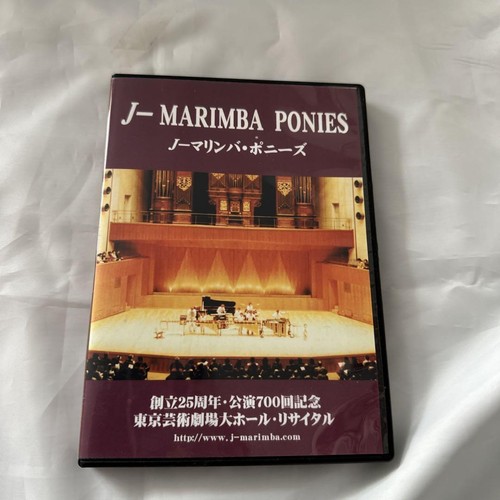 J－MARIMBA PONIES
J－マリンバ・ポニーズ
創立25周年・公演700回記念
東京芸術劇場大ホール・リサイタル
http://www.j-marimba.com